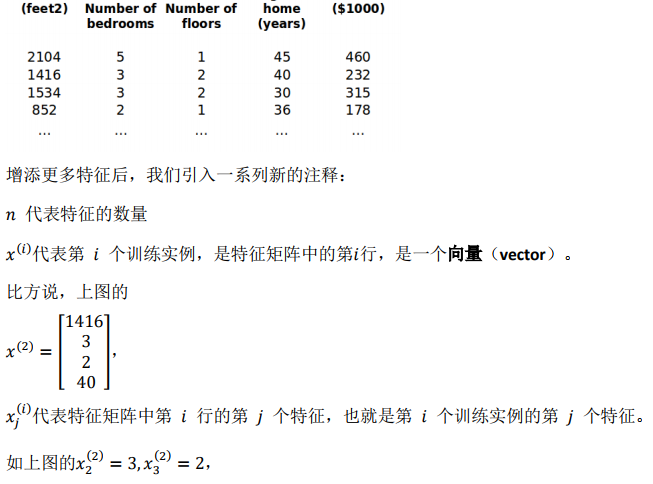 (feet2) Number of Number of home ($1000)
bedrooms floors (years)
2104 5 1 45 460
1416 3 2 40 232
1534 3 2 30 315
852 2 1 36 178
... ... ... ... ...
增添更多特征后，我们引入一系列新的注释：
n 代表特征的数量
x^(i)代表第 i 个训练实例，是特征矩阵中的第i行，是一个向量（vector）。
比方说，上图的
x^(2) = [1416 3 2 40],
x_j^(i)代表特征矩阵中第 i 行的第 j 个特征，也就是第 i 个训练实例的第 j 个特征。
如上图的x_2^(2) = 3, x_3^(2) = 2，